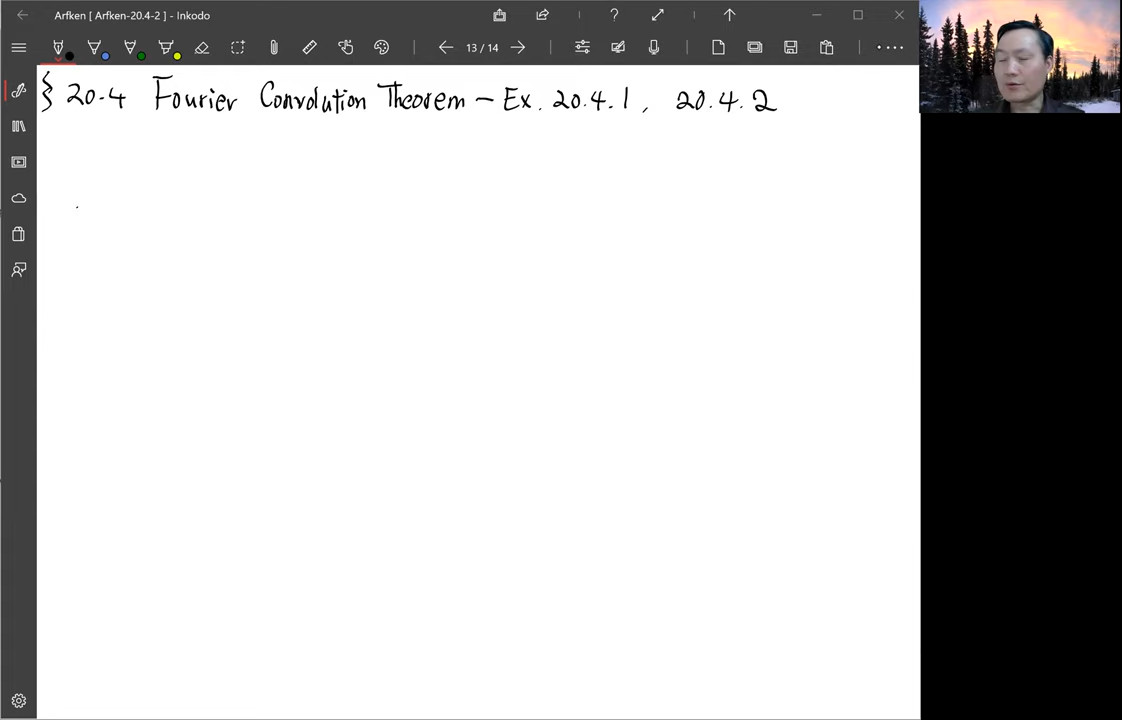 Arfken [ Arfken-20.4-2 ] - Inkodo
13 / 14
§ 20.4 Fourier Convolution Theorem - Ex. 20.4.1, 20.4.2